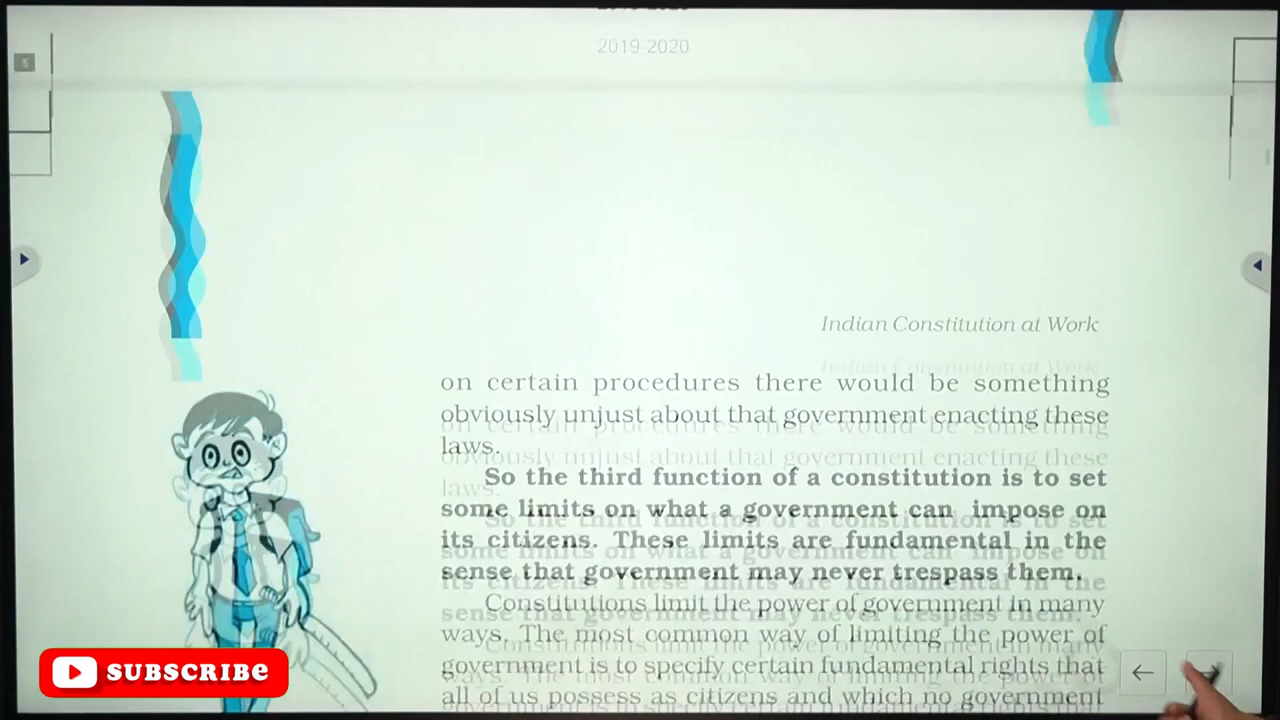 2019-2020
5
Indian Constitution at Work
on certain procedures there would be something
obviously unjust about that government enacting these
laws.
So the third function of a constitution is to set
some limits on what a government can impose on
its citizens. These limits are fundamental in the
sense that government may never trespass them.
Constitutions limit the power of government in many
ways. The most common way of limiting the power of
government is to specify certain fundamental rights that
all of us possess as citizens and which no government
SUBSCRIBE